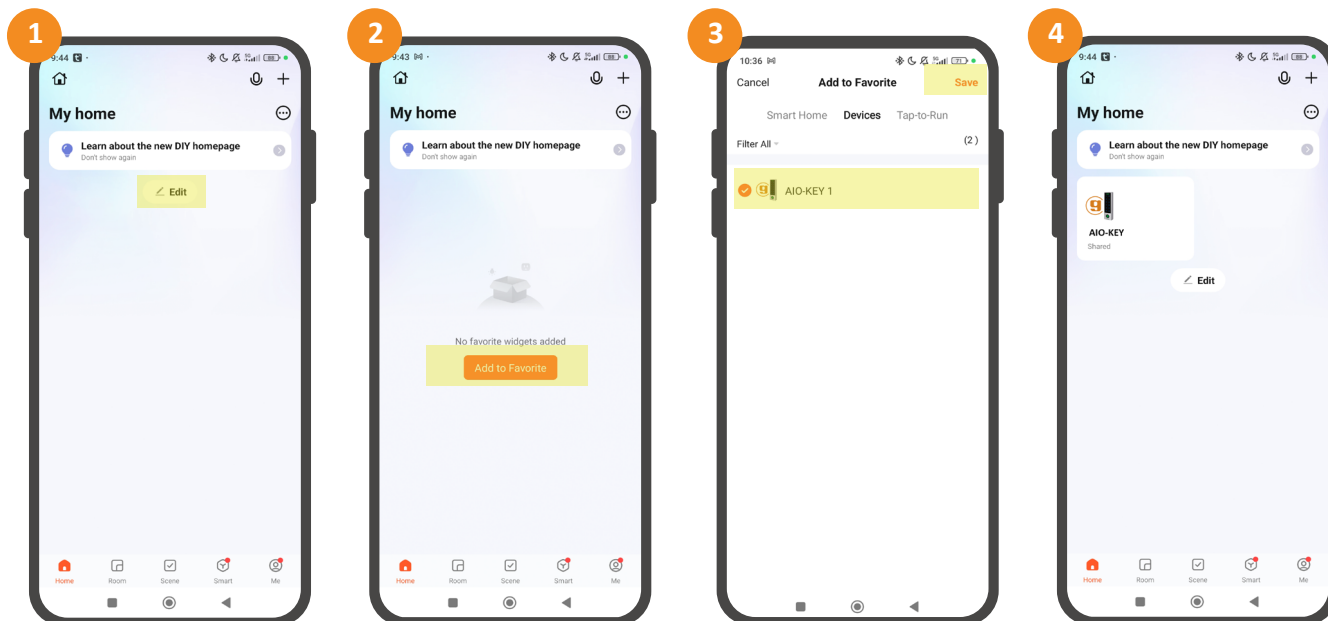 1
9:44
My home
Learn about the new DIY homepage
Don't show again
Edit
Home Room Scene Smart Me
2
9:43
My home
Learn about the new DIY homepage
Don't show again
No favorite widgets added
Add to Favorite
Home Room Scene Smart Me
3
10:36
71
Cancel Add to Favorite Save
Smart Home Devices Tap-to-Run
Filter All (2)
g AIO-KEY 1
4
9:44
My home
Learn about the new DIY homepage
Don't show again
g
AIO-KEY
Shared
Edit
Home Room Scene Smart Me